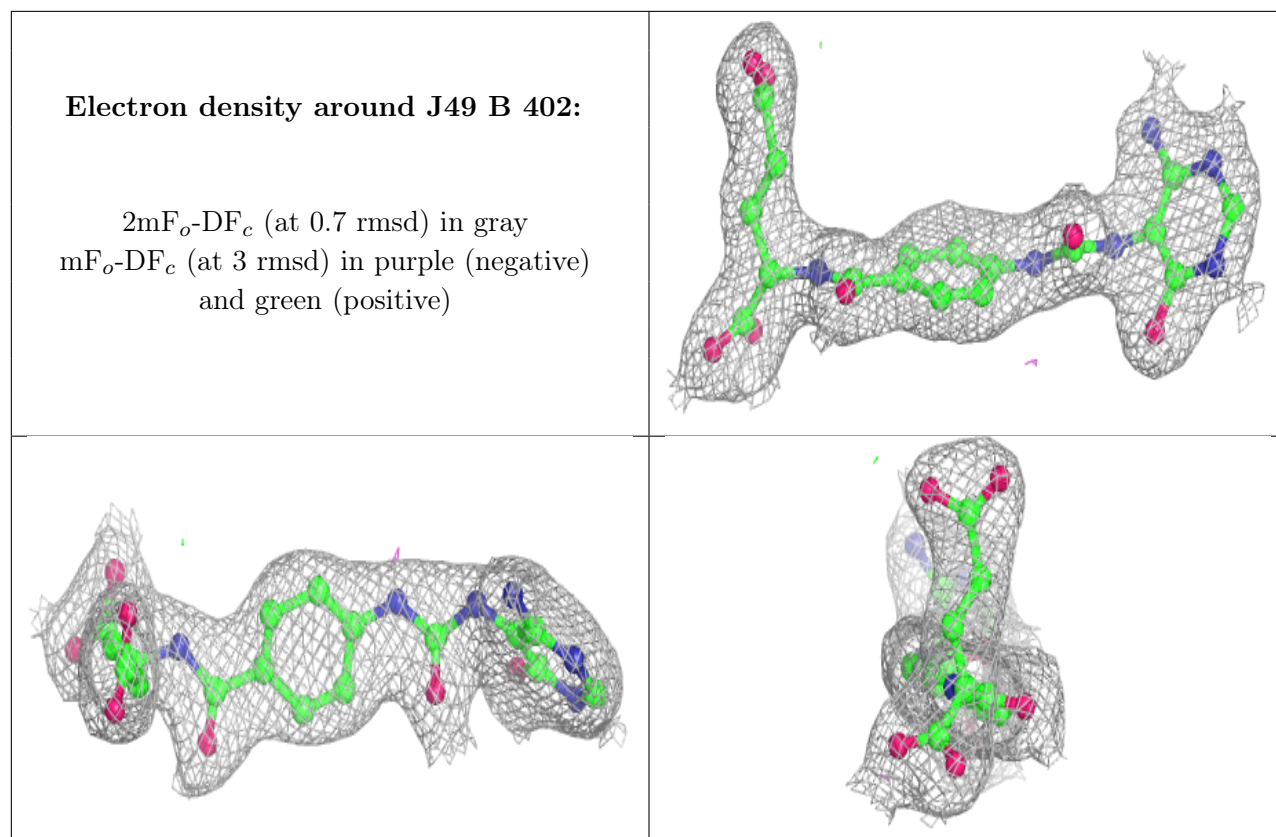 Electron density around J49 B 402:
2mFo-DFc (at 0.7 rmsd) in gray
mFo-DFc (at 3 rmsd) in purple (negative)
and green (positive)